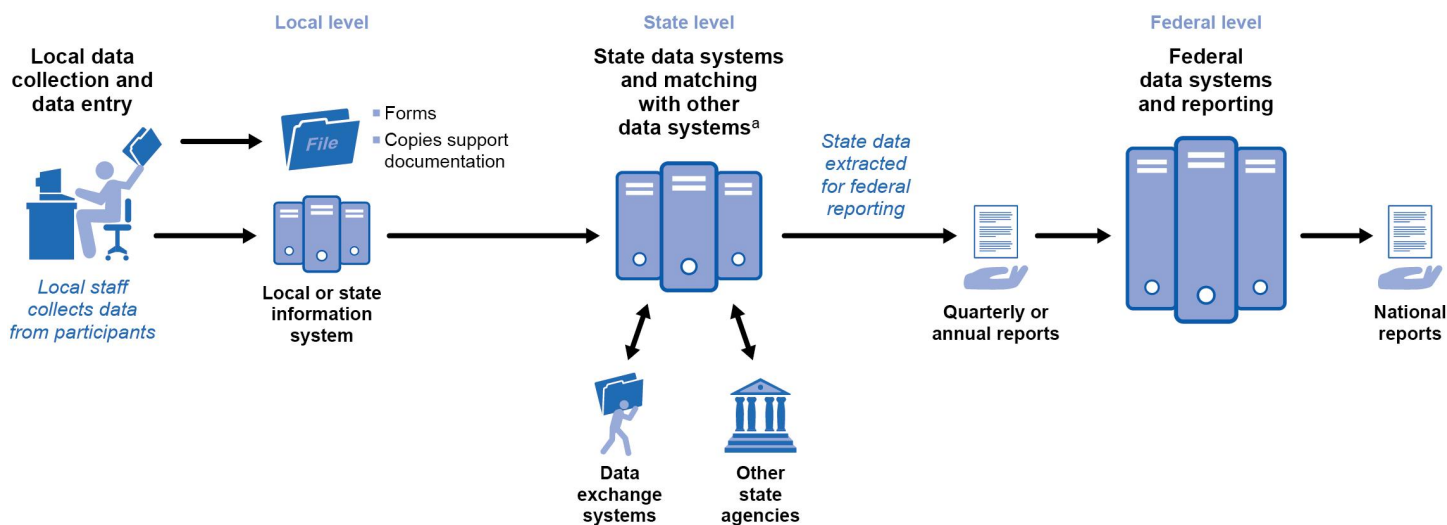 Local level
State level
Federal level
Local data
collection and
data entry
Forms
Copies support
documentation
File
Local staff
collects data
from participants
Local or state
information
system
State data systems
and matching
with other
data systemsᵃ
State data
extracted
for federal
reporting
Data
exchange
systems
Other
state
agencies
Quarterly or
annual reports
Federal
data systems
and reporting
National
reports